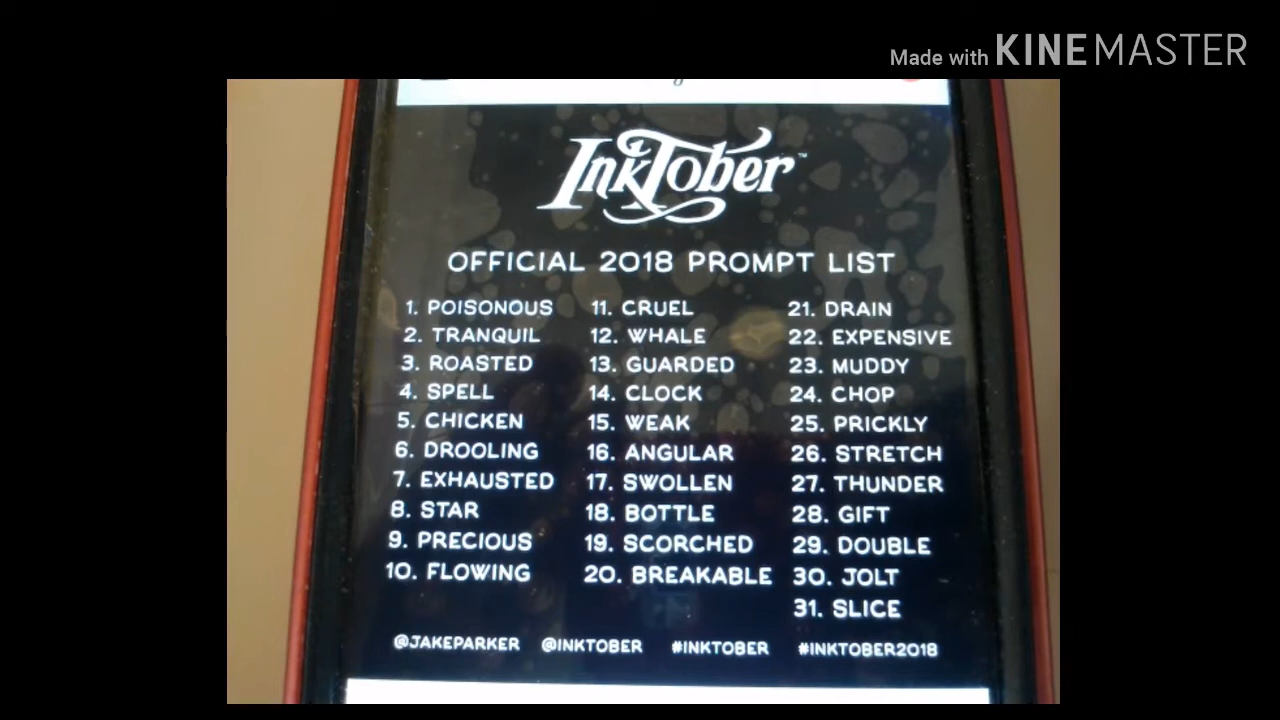 Made with KINEMASTER
InkTober™
OFFICIAL 2018 PROMPT LIST
1. POISONOUS
2. TRANQUIL
3. ROASTED
4. SPELL
5. CHICKEN
6. DROOLING
7. EXHAUSTED
8. STAR
9. PRECIOUS
10. FLOWING
11. CRUEL
12. WHALE
13. GUARDED
14. CLOCK
15. WEAK
16. ANGULAR
17. SWOLLEN
18. BOTTLE
19. SCORCHED
20. BREAKABLE
21. DRAIN
22. EXPENSIVE
23. MUDDY
24. CHOP
25. PRICKLY
26. STRETCH
27. THUNDER
28. GIFT
29. DOUBLE
30. JOLT
31. SLICE
@JAKEPARKER @INKTOBER #INKTOBER #INKTOBER2018